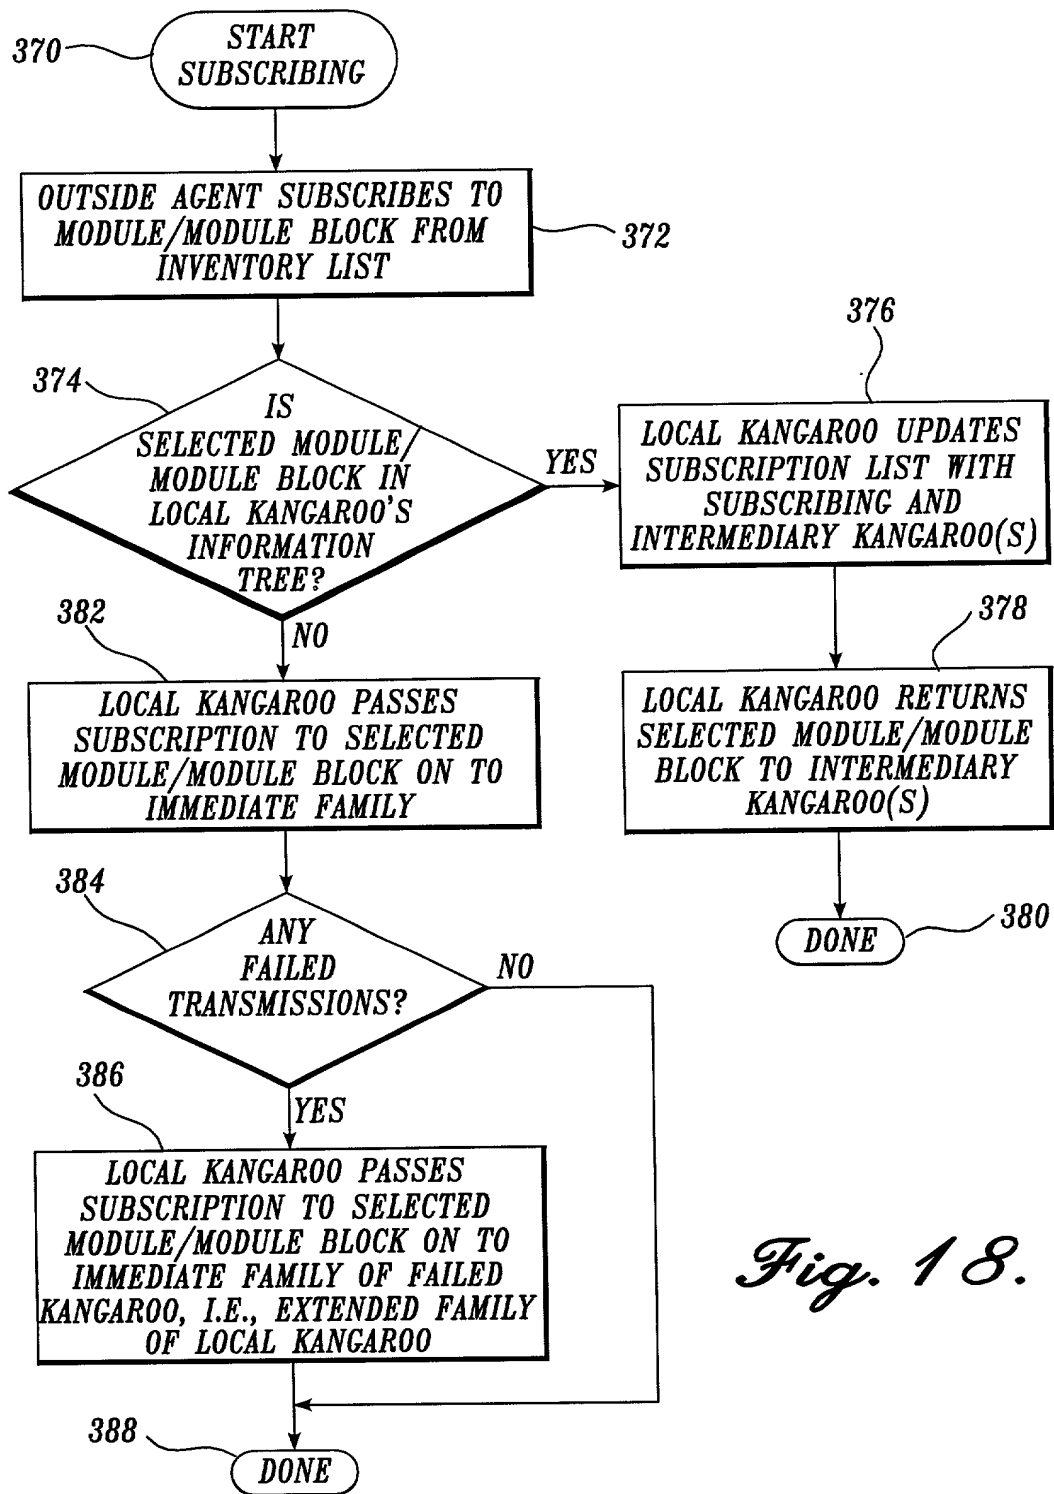 370
START
SUBSCRIBING
OUTSIDE AGENT SUBSCRIBES TO
MODULE/MODULE BLOCK FROM
INVENTORY LIST
372
374
IS
SELECTED MODULE/
MODULE BLOCK IN
LOCAL KANGAROO'S
INFORMATION
TREE?
YES
376
LOCAL KANGAROO UPDATES
SUBSCRIPTION LIST WITH
SUBSCRIBING AND
INTERMEDIARY KANGAROO(S)
378
LOCAL KANGAROO RETURNS
SELECTED MODULE/MODULE
BLOCK TO INTERMEDIARY
KANGAROO(S)
DONE
380
NO
382
LOCAL KANGAROO PASSES
SUBSCRIPTION TO SELECTED
MODULE/MODULE BLOCK ON TO
IMMEDIATE FAMILY
384
ANY
FAILED
TRANSMISSIONS?
NO
YES
386
LOCAL KANGAROO PASSES
SUBSCRIPTION TO SELECTED
MODULE/MODULE BLOCK ON TO
IMMEDIATE FAMILY OF FAILED
KANGAROO, I.E., EXTENDED FAMILY
OF LOCAL KANGAROO
388
DONE
Fig. 18.